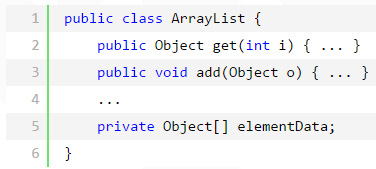 1 public class ArrayList {
2     public Object get(int i) { ... }
3     public void add(Object o) { ... }
4     ...
5     private Object[] elementData;
6 }